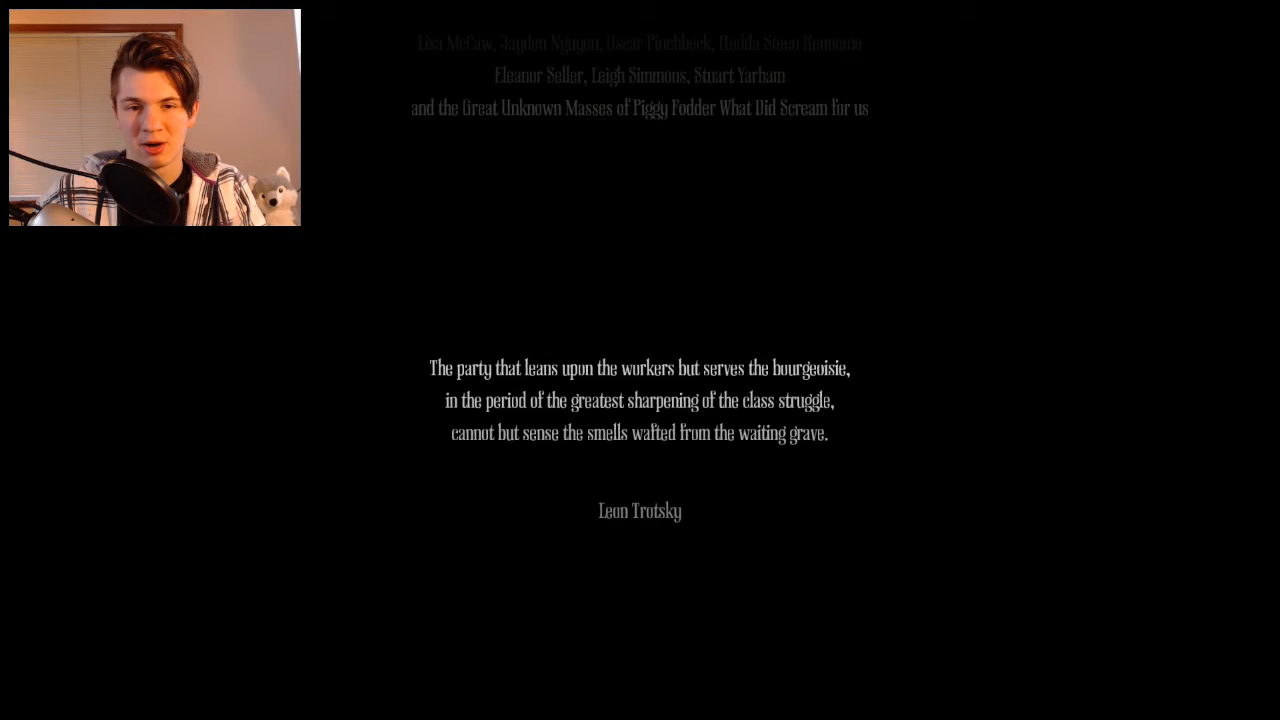 Lisa McCaw, Jayden Nguyen, Oscar Pinchbeck, Hedda Steen
Eleanor Seller, Leigh Simmons, Stuart Yarham
and the Great Unknown Masses of Piggy Fodder What Did Scream for us
The party that leans upon the workers but serves the bourgeoisie,
in the period of the greatest sharpening of the class struggle,
cannot but sense the smells wafted from the waiting grave.
Leon Trotsky